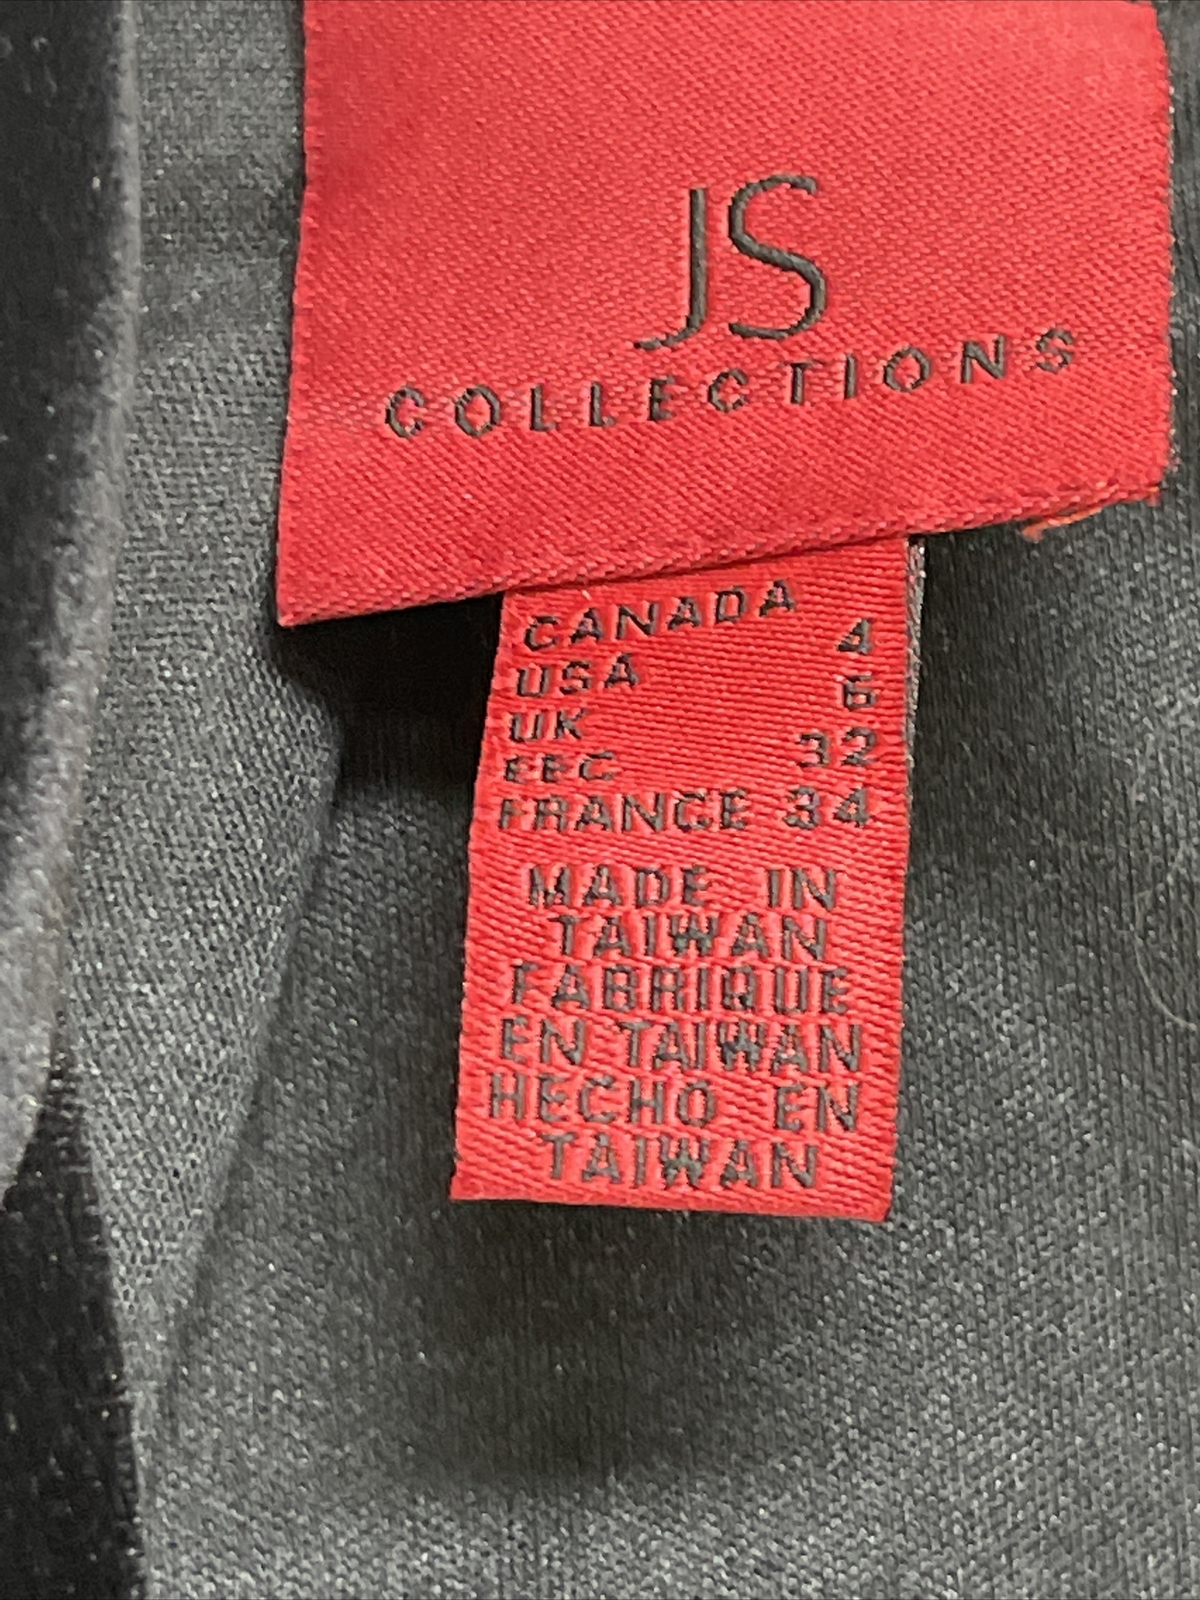 JS
COLLECTIONS
CANADA
USA 4
UK 6
EEC 32
FRANCE 34
MADE IN
TAIWAN
FABRIQUE
EN TAIWAN
HECHO EN
TAIWAN